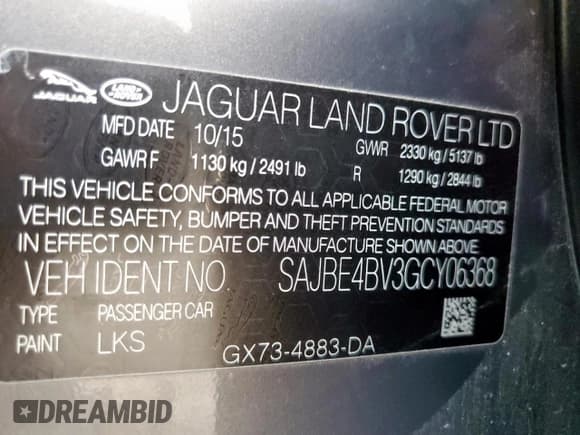 JAGUAR
LAND ROVER
JAGUAR LAND ROVER LTD
MFD DATE 10/15 GVWR 2330 kg / 5137 lb
GAWR F 1130 kg / 2491 lb R 1290 kg / 2844 lb
THIS VEHICLE CONFORMS TO ALL APPLICABLE FEDERAL MOTOR
VEHICLE SAFETY, BUMPER AND THEFT PREVENTION STANDARDS
IN EFFECT ON THE DATE OF MANUFACTURE SHOWN ABOVE.
VEH IDENT NO. SAJBE4BV3GCY06368
TYPE PASSENGER CAR
PAINT LKS
GX73-4883-DA
DREAMBID